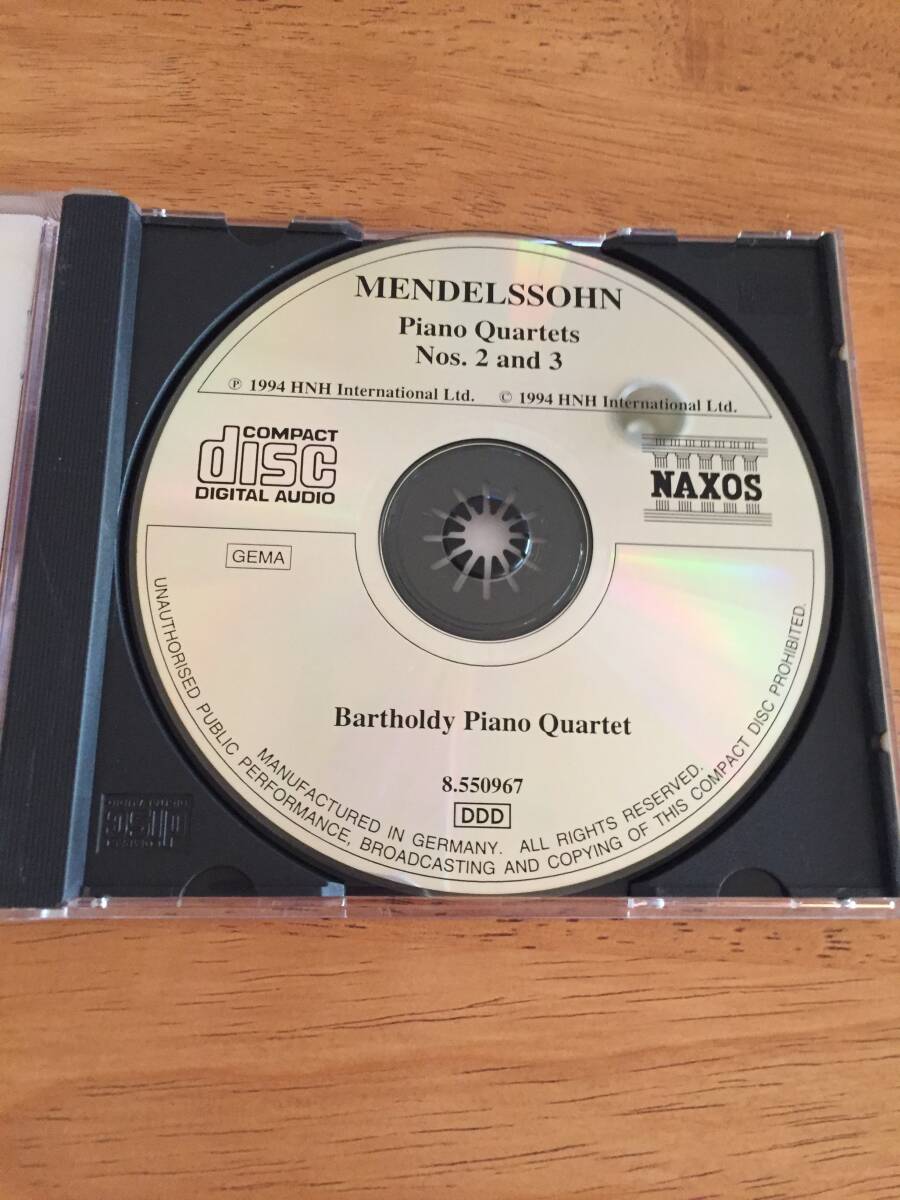 MENDELSSOHN
Piano Quartets
Nos. 2 and 3
℗ 1994 HNH International Ltd. © 1994 HNH International Ltd.
COMPACT
disc
DIGITAL AUDIO
NAXOS
GEMA
Bartholdy Piano Quartet
8.550967
DDD
MANUFACTURED IN GERMANY. ALL RIGHTS RESERVED.
UNAUTHORISED PUBLIC PERFORMANCE, BROADCASTING AND COPYING OF THIS COMPACT DISC PROHIBITED.